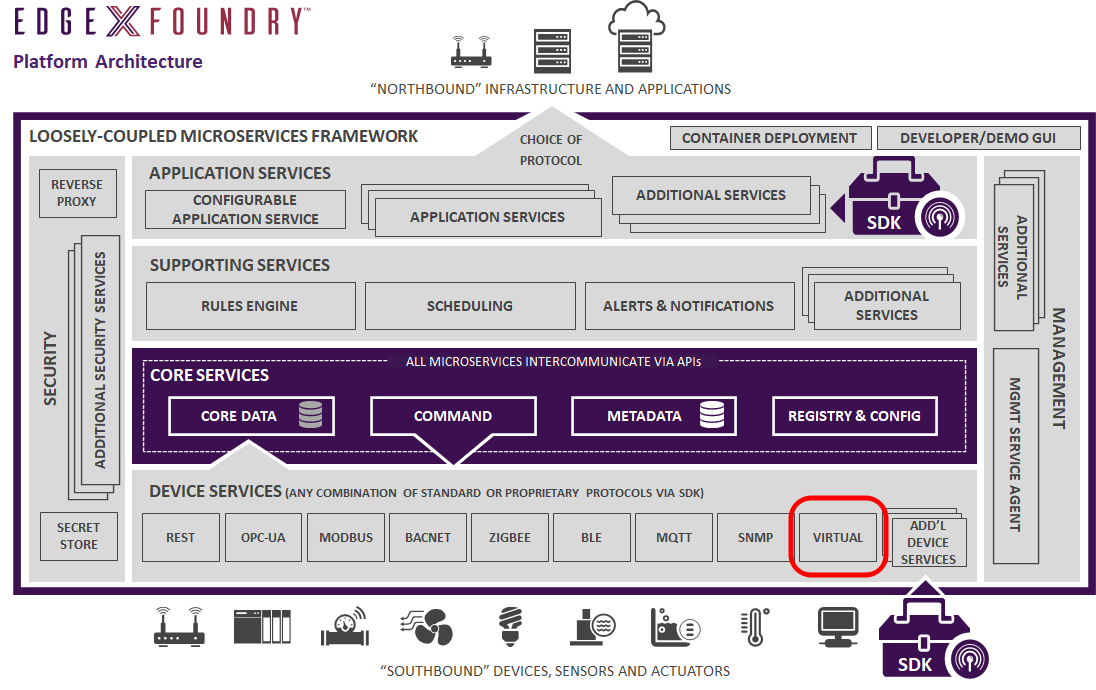 EDGE X FOUNDRY™
Platform Architecture
“NORTHBOUND” INFRASTRUCTURE AND APPLICATIONS
LOOSELY-COUPLED MICROSERVICES FRAMEWORK
CHOICE OF
PROTOCOL
CONTAINER DEPLOYMENT
DEVELOPER/DEMO GUI
REVERSE
PROXY
SECURITY
ADDITIONAL SECURITY SERVICES
SECRET
STORE
APPLICATION SERVICES
CONFIGURABLE
APPLICATION SERVICE
APPLICATION SERVICES
ADDITIONAL SERVICES
SDK
SUPPORTING SERVICES
RULES ENGINE
SCHEDULING
ALERTS & NOTIFICATIONS
ADDITIONAL
SERVICES
ALL MICROSERVICES INTERCOMMUNICATE VIA APIs
CORE SERVICES
CORE DATA
COMMAND
METADATA
REGISTRY & CONFIG
DEVICE SERVICES (ANY COMBINATION OF STANDARD OR PROPRIETARY PROTOCOLS VIA SDK)
REST
OPC-UA
MODBUS
BACNET
ZIGBEE
BLE
MQTT
SNMP
VIRTUAL
ADD’L
DEVICE
SERVICES
ADDITIONAL
SERVICES
MANAGEMENT
MGMT SERVICE AGENT
“SOUTHBOUND” DEVICES, SENSORS AND ACTUATORS
SDK